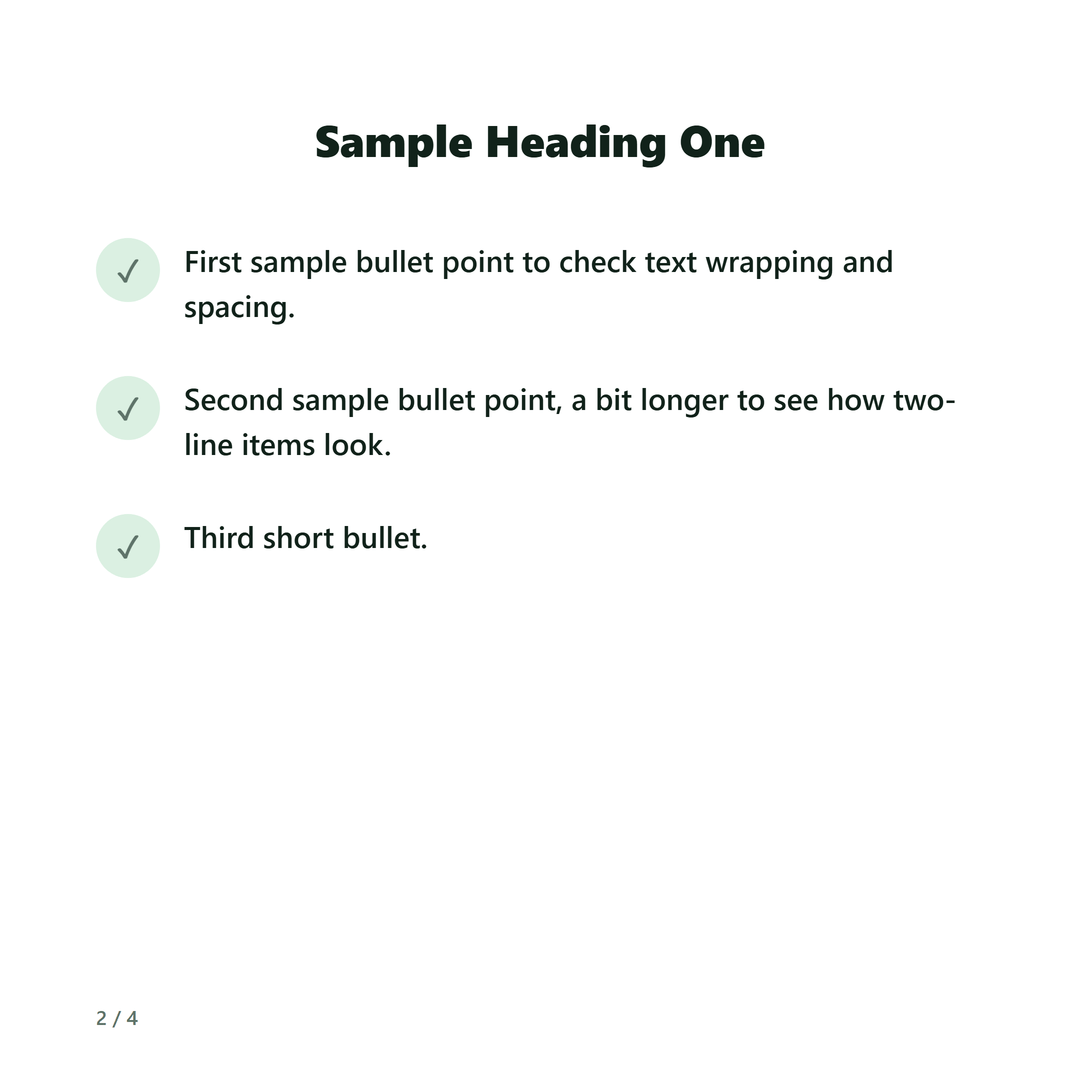 Sample Heading One
✓ First sample bullet point to check text wrapping and
spacing.
✓ Second sample bullet point, a bit longer to see how two-
line items look.
✓ Third short bullet.
2 / 4